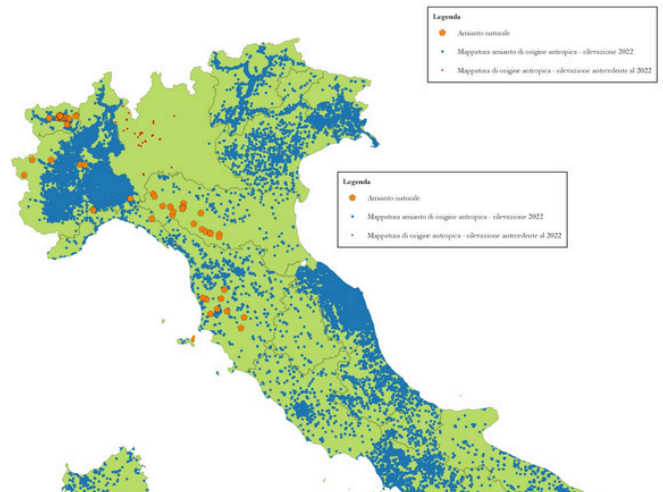 Legenda
Amianto naturale
Mappatura amianto di origine antropica - rilevazione 2022
Mappatura di origine antropica - rilevazione antecedente al 2022
Legenda
Amianto naturale
Mappatura amianto di origine antropica - rilevazione 2022
Mappatura di origine antropica - rilevazione antecedente al 2022